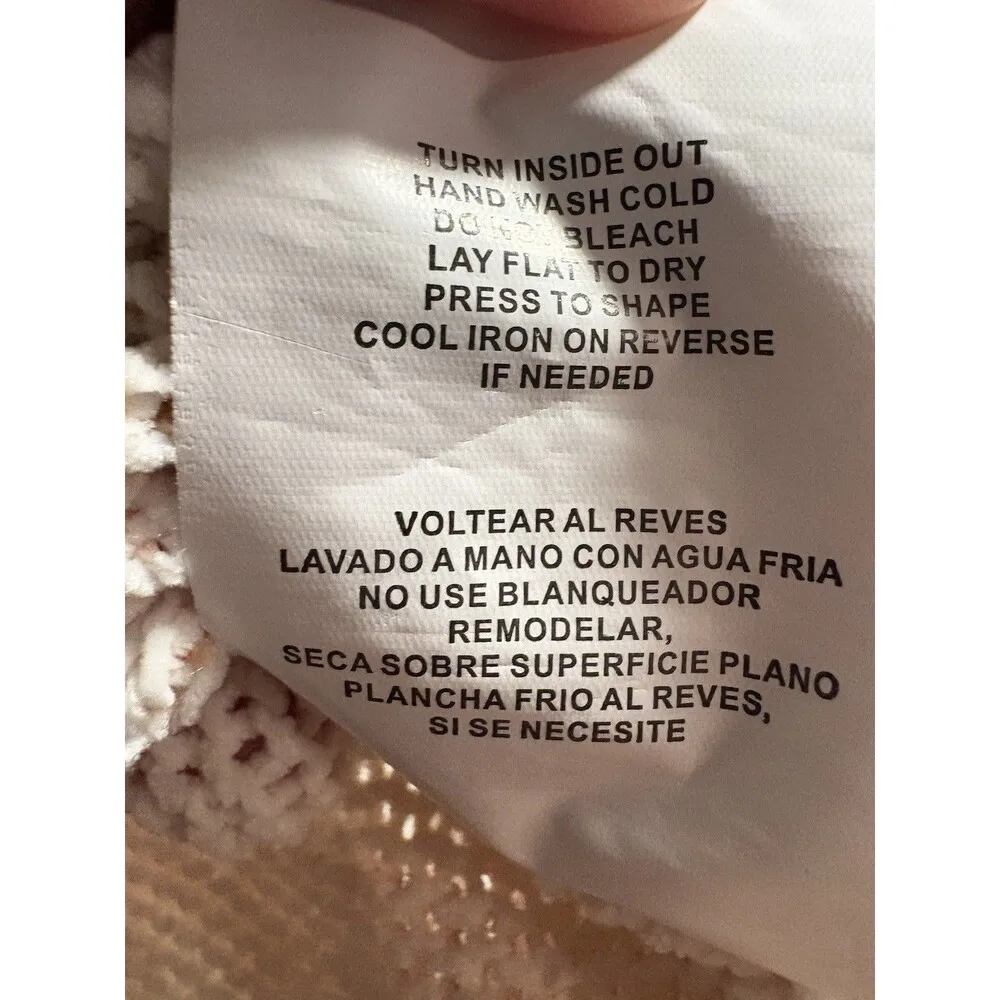 TURN INSIDE OUT
HAND WASH COLD
DO NOT BLEACH
LAY FLAT TO DRY
PRESS TO SHAPE
COOL IRON ON REVERSE
IF NEEDED
VOLTEAR AL REVES
LAVADO A MANO CON AGUA FRIA
NO USE BLANQUEADOR
REMODELAR,
SECA SOBRE SUPERFICIE PLANO
PLANCHA FRIO AL REVES,
SI SE NECESITE